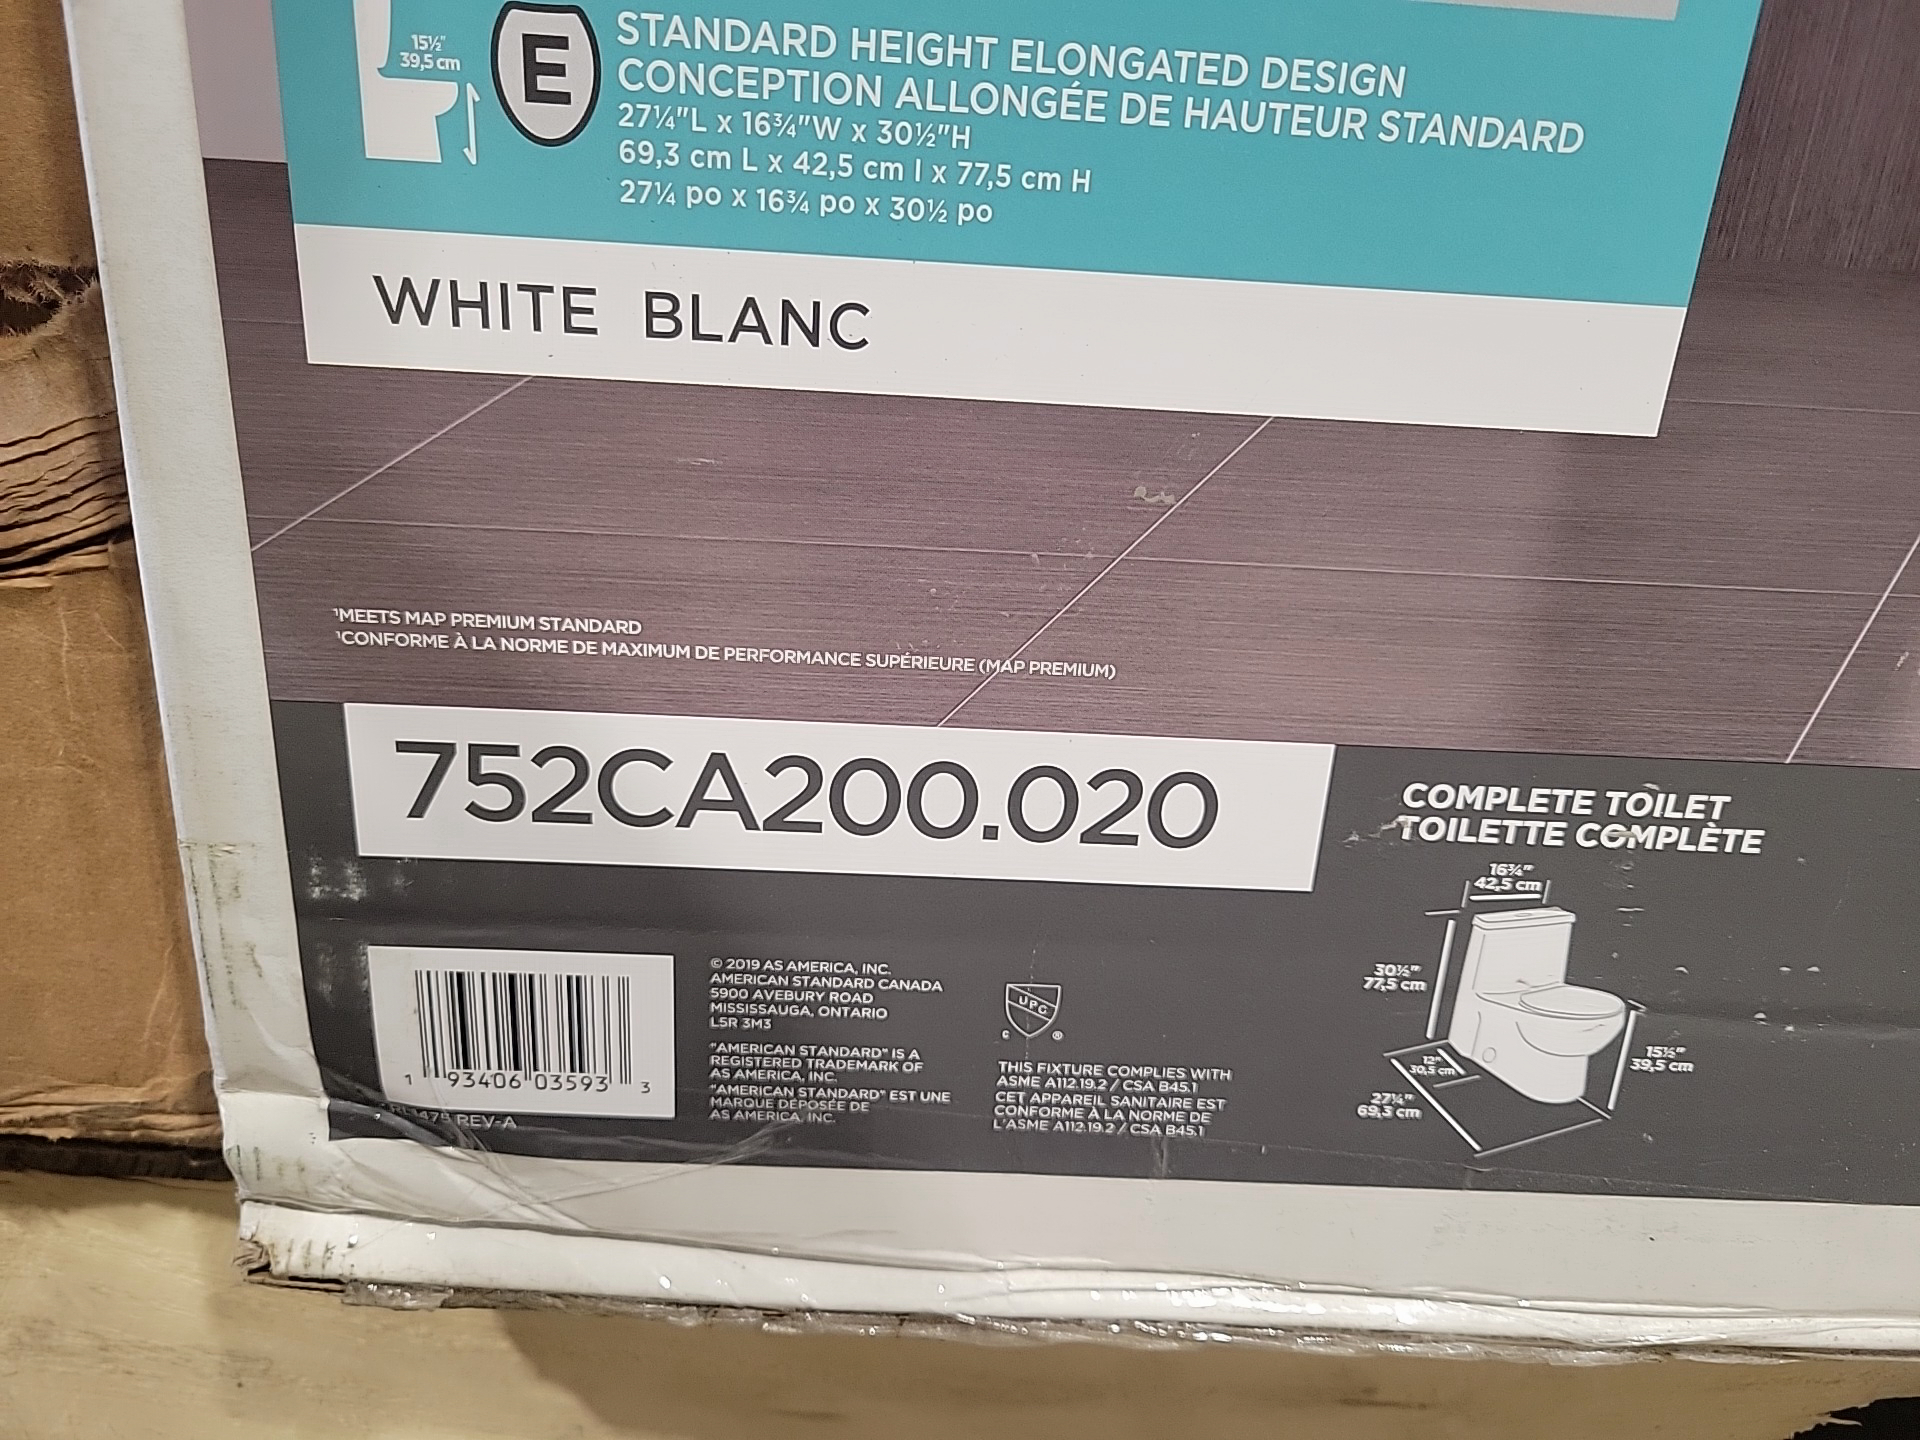 15½"
39,5 cm
E
STANDARD HEIGHT ELONGATED DESIGN
CONCEPTION ALLONGÉE DE HAUTEUR STANDARD
27¼"L x 16¾"W x 30½"H
69,3 cm L x 42,5 cm l x 77,5 cm H
27¼ po x 16¾ po x 30½ po
WHITE BLANC
¹MEETS MAP PREMIUM STANDARD
¹CONFORME À LA NORME DE MAXIMUM DE PERFORMANCE SUPÉRIEURE (MAP PREMIUM)
752CA200.020
COMPLETE TOILET
TOILETTE COMPLÈTE
16¾"
42,5 cm
30½"
77,5 cm
15½"
39,5 cm
12"
30,5 cm
27¼"
69,3 cm
1 93406 03593 3
475 REV-A
© 2019 AS AMERICA, INC.
AMERICAN STANDARD CANADA
5900 AVEBURY ROAD
MISSISSAUGA, ONTARIO
L5R 3M3
"AMERICAN STANDARD" IS A
REGISTERED TRADEMARK OF
AS AMERICA, INC.
"AMERICAN STANDARD" EST UNE
MARQUE DÉPOSÉE DE
AS AMERICA, INC.
UPC
C ®
THIS FIXTURE COMPLIES WITH
ASME A112.19.2 / CSA B45.1
CET APPAREIL SANITAIRE EST
CONFORME À LA NORME DE
L'ASME A112.19.2 / CSA B45.1